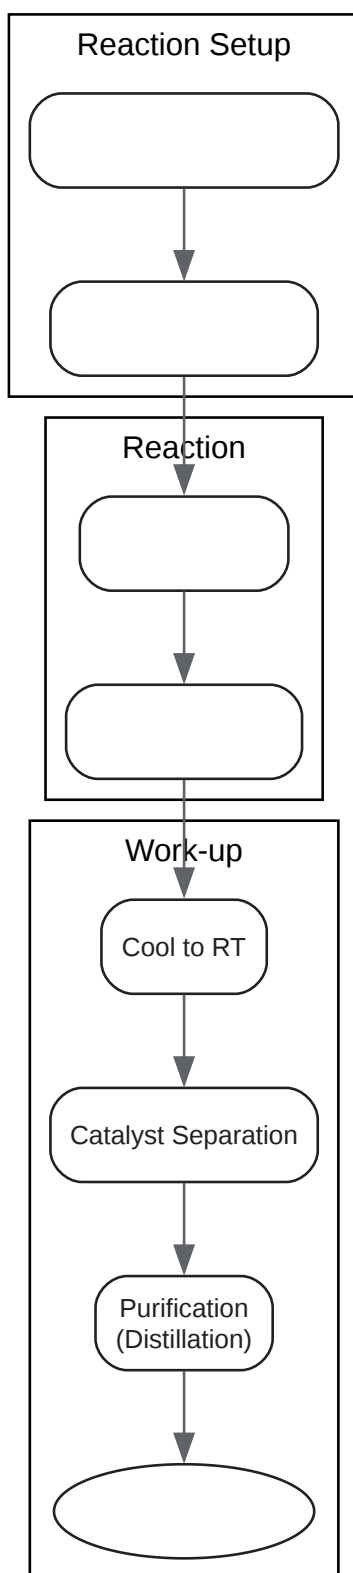 Reaction Setup
Reaction
Work-up
Cool to RT
Catalyst Separation
Purification
(Distillation)